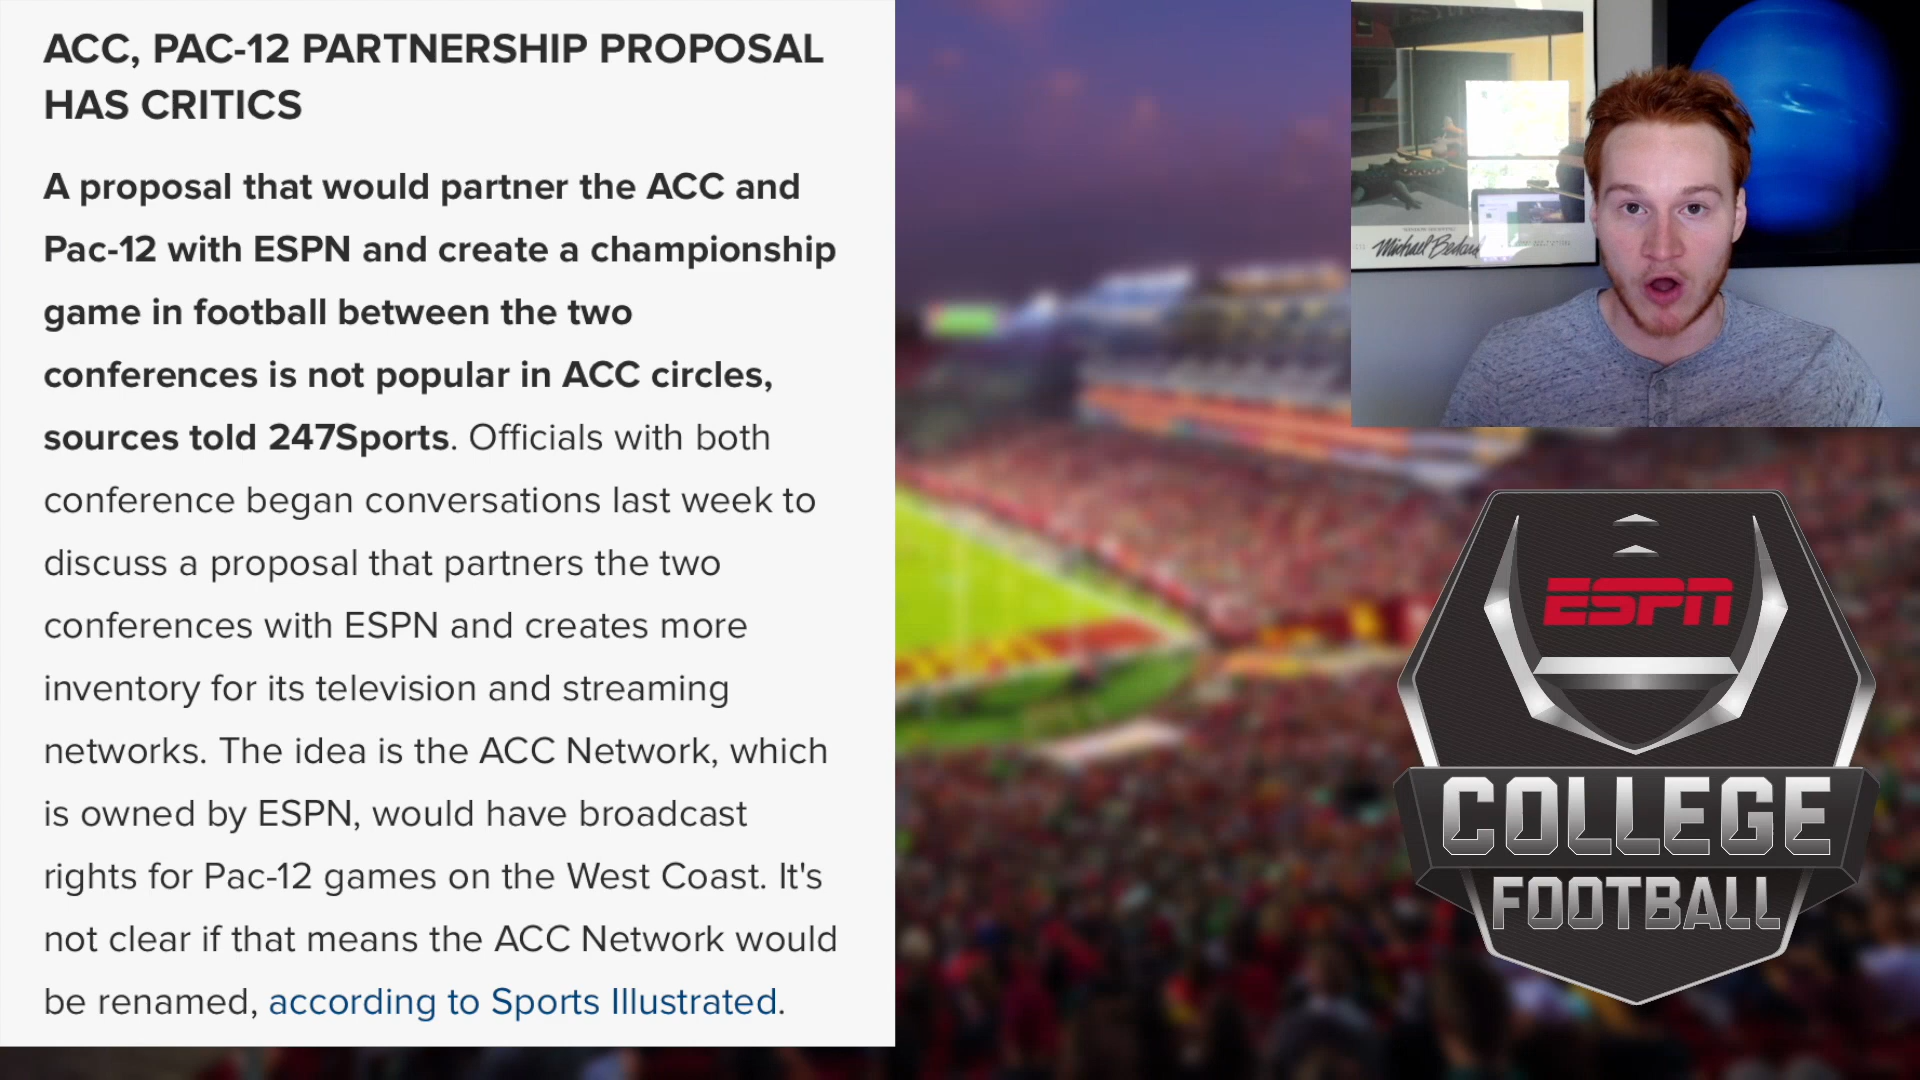 ACC, PAC-12 PARTNERSHIP PROPOSAL
HAS CRITICS
A proposal that would partner the ACC and
Pac-12 with ESPN and create a championship
game in football between the two
conferences is not popular in ACC circles,
sources told 247Sports. Officials with both
conference began conversations last week to
discuss a proposal that partners the two
conferences with ESPN and creates more
inventory for its television and streaming
networks. The idea is the ACC Network, which
is owned by ESPN, would have broadcast
rights for Pac-12 games on the West Coast. It's
not clear if that means the ACC Network would
be renamed, according to Sports Illustrated.
Michael Bedard
ESPN
COLLEGE
FOOTBALL